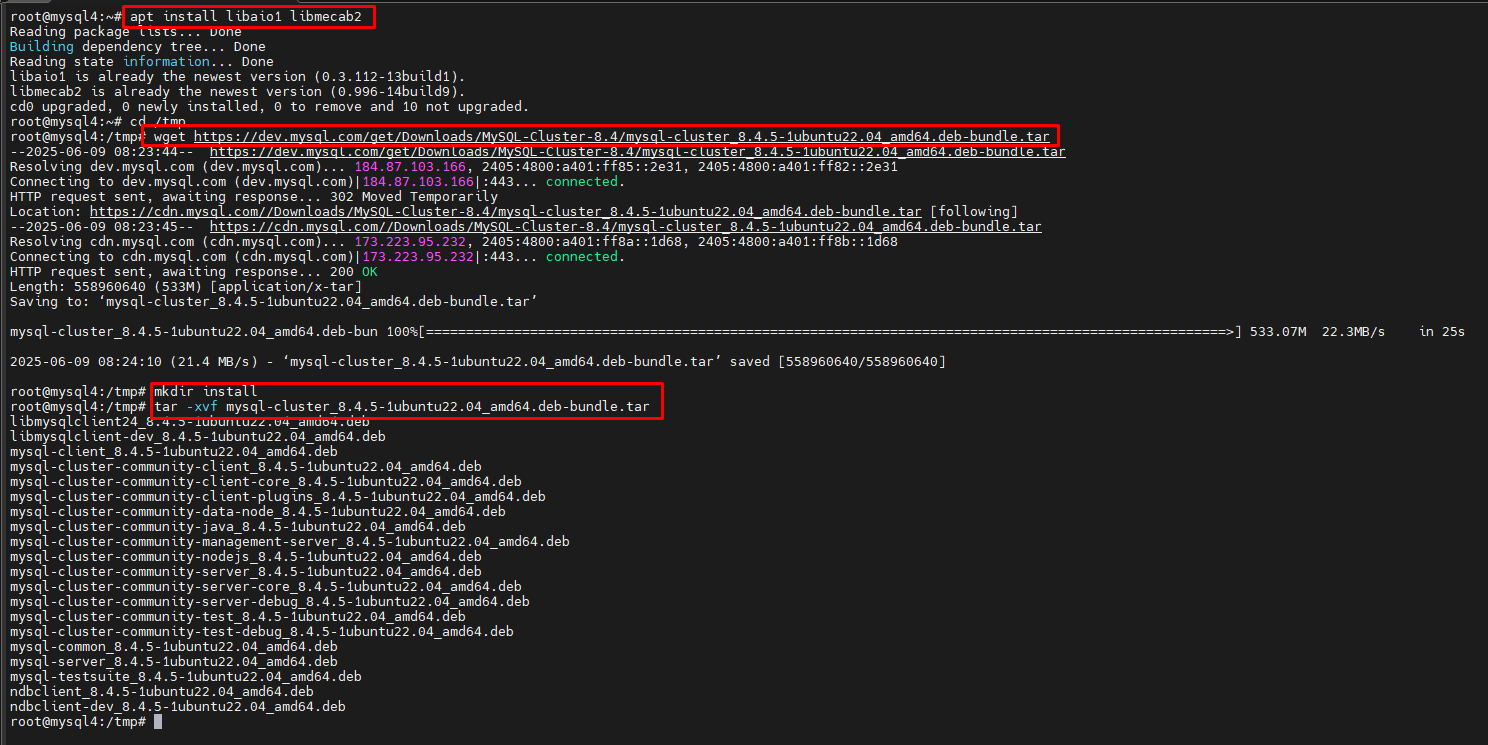 root@mysql4:~# apt install libaio1 libmecab2
Reading package lists... Done
Building dependency tree... Done
Reading state information... Done
libaio1 is already the newest version (0.3.112-13build1).
libmecab2 is already the newest version (0.996-14build9).
cd0 upgraded, 0 newly installed, 0 to remove and 10 not upgraded.
root@mysql4:~# cd /tmp
root@mysql4:/tmp# wget https://dev.mysql.com/get/Downloads/MySQL-Cluster-8.4/mysql-cluster_8.4.5-1ubuntu22.04_amd64.deb-bundle.tar
--2025-06-09 08:23:44--  https://dev.mysql.com/get/Downloads/MySQL-Cluster-8.4/mysql-cluster_8.4.5-1ubuntu22.04_amd64.deb-bundle.tar
Resolving dev.mysql.com (dev.mysql.com)... 184.87.103.166, 2405:4800:a401:ff85::2e31, 2405:4800:a401:ff82::2e31
Connecting to dev.mysql.com (dev.mysql.com)|184.87.103.166|:443... connected.
HTTP request sent, awaiting response... 302 Moved Temporarily
Location: https://cdn.mysql.com//Downloads/MySQL-Cluster-8.4/mysql-cluster_8.4.5-1ubuntu22.04_amd64.deb-bundle.tar [following]
--2025-06-09 08:23:45--  https://cdn.mysql.com//Downloads/MySQL-Cluster-8.4/mysql-cluster_8.4.5-1ubuntu22.04_amd64.deb-bundle.tar
Resolving cdn.mysql.com (cdn.mysql.com)... 173.223.95.232, 2405:4800:a401:ff8a::1d68, 2405:4800:a401:ff8b::1d68
Connecting to cdn.mysql.com (cdn.mysql.com)|173.223.95.232|:443... connected.
HTTP request sent, awaiting response... 200 OK
Length: 558960640 (533M) [application/x-tar]
Saving to: ‘mysql-cluster_8.4.5-1ubuntu22.04_amd64.deb-bundle.tar’
mysql-cluster_8.4.5-1ubuntu22.04_amd64.deb-bun 100%[====================================================================================================>] 533.07M  22.3MB/s    in 25s
2025-06-09 08:24:10 (21.4 MB/s) - ‘mysql-cluster_8.4.5-1ubuntu22.04_amd64.deb-bundle.tar’ saved [558960640/558960640]
root@mysql4:/tmp# mkdir install
root@mysql4:/tmp# tar -xvf mysql-cluster_8.4.5-1ubuntu22.04_amd64.deb-bundle.tar
libmysqlclient24_8.4.5-1ubuntu22.04_amd64.deb
libmysqlclient-dev_8.4.5-1ubuntu22.04_amd64.deb
mysql-client_8.4.5-1ubuntu22.04_amd64.deb
mysql-cluster-community-client_8.4.5-1ubuntu22.04_amd64.deb
mysql-cluster-community-client-core_8.4.5-1ubuntu22.04_amd64.deb
mysql-cluster-community-client-plugins_8.4.5-1ubuntu22.04_amd64.deb
mysql-cluster-community-data-node_8.4.5-1ubuntu22.04_amd64.deb
mysql-cluster-community-java_8.4.5-1ubuntu22.04_amd64.deb
mysql-cluster-community-management-server_8.4.5-1ubuntu22.04_amd64.deb
mysql-cluster-community-nodejs_8.4.5-1ubuntu22.04_amd64.deb
mysql-cluster-community-server_8.4.5-1ubuntu22.04_amd64.deb
mysql-cluster-community-server-core_8.4.5-1ubuntu22.04_amd64.deb
mysql-cluster-community-server-debug_8.4.5-1ubuntu22.04_amd64.deb
mysql-cluster-community-test_8.4.5-1ubuntu22.04_amd64.deb
mysql-cluster-community-test-debug_8.4.5-1ubuntu22.04_amd64.deb
mysql-common_8.4.5-1ubuntu22.04_amd64.deb
mysql-server_8.4.5-1ubuntu22.04_amd64.deb
mysql-testsuite_8.4.5-1ubuntu22.04_amd64.deb
ndbclient_8.4.5-1ubuntu22.04_amd64.deb
ndbclient-dev_8.4.5-1ubuntu22.04_amd64.deb
root@mysql4:/tmp#